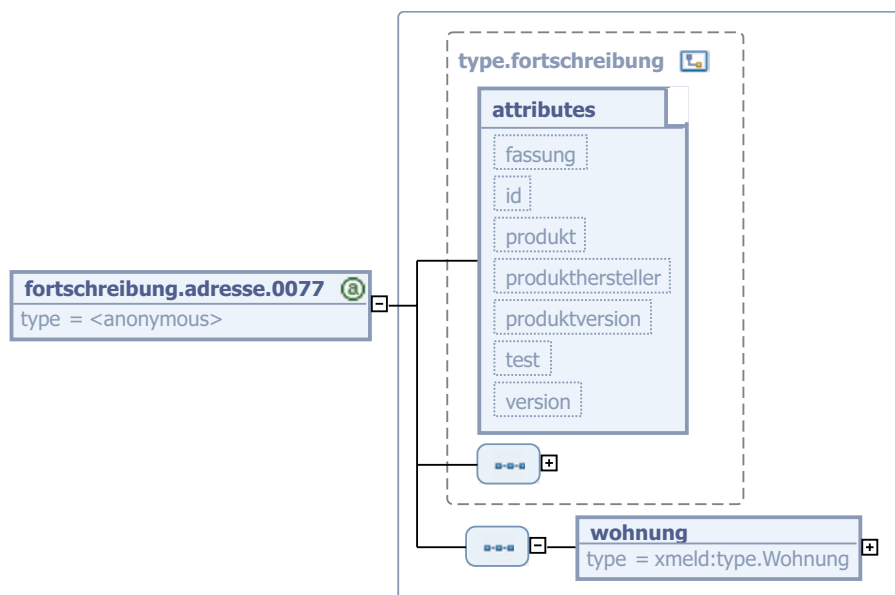 type.fortschreibung
attributes
fassung
id
produkt
produkthersteller
produktversion
test
version
fortschreibung.adresse.0077 @
type = <anonymous>
wohnung
type = xmeld:type.Wohnung